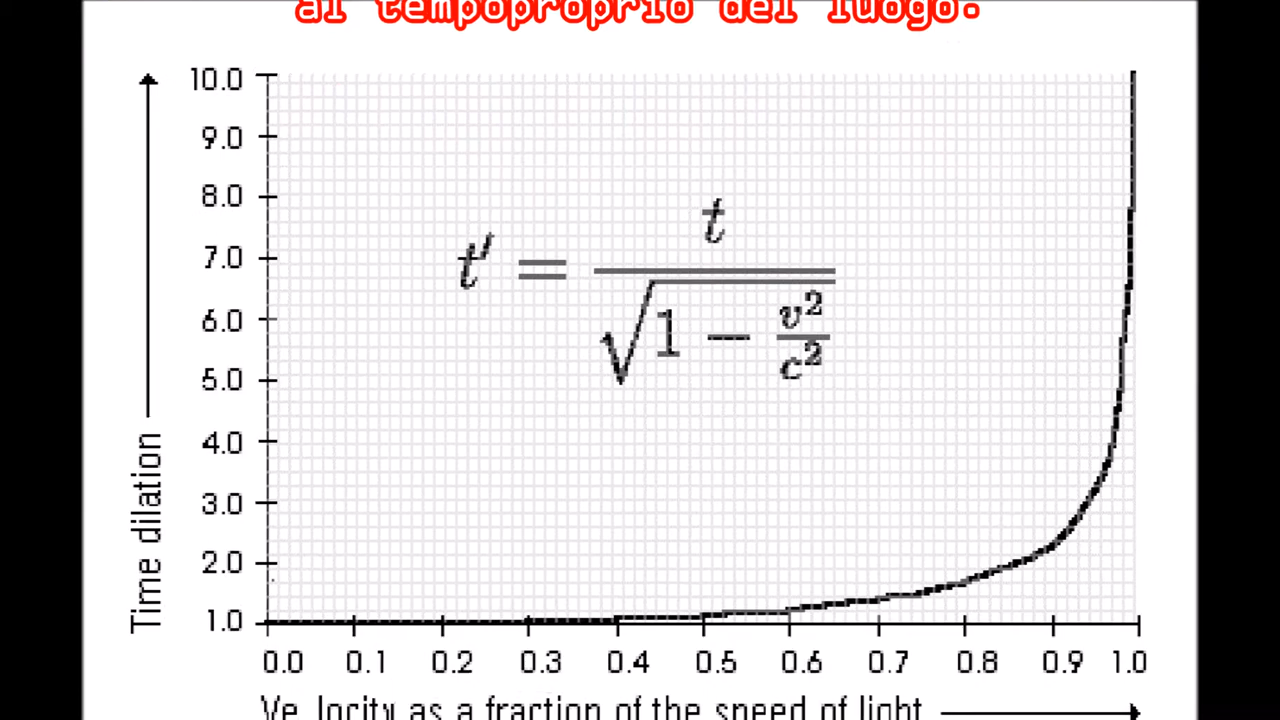 al tempoproprio del luogo.
10.0
9.0
8.0
7.0
6.0
5.0
4.0
3.0
2.0
1.0
Time dilation
t' = t / √1 − v² / c²
0.0 0.1 0.2 0.3 0.4 0.5 0.6 0.7 0.8 0.9 1.0
Ve locity as a fraction of the speed of light